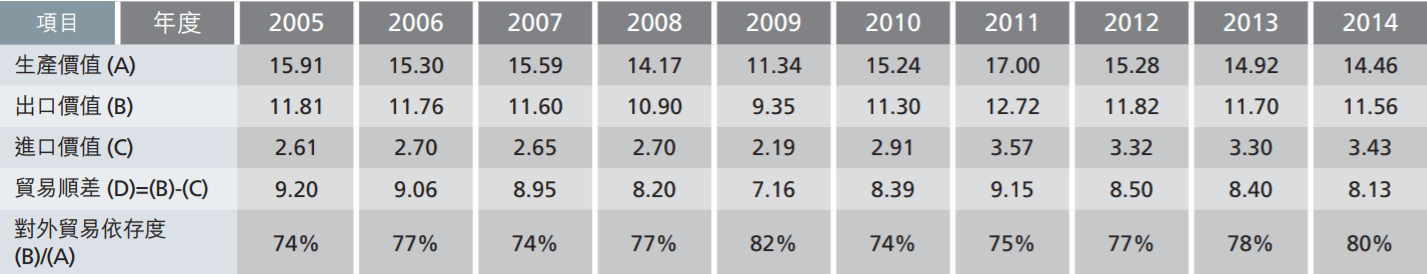 項目 年度 2005 2006 2007 2008 2009 2010 2011 2012 2013 2014
生產價值 (A) 15.91 15.30 15.59 14.17 11.34 15.24 17.00 15.28 14.92 14.46
出口價值 (B) 11.81 11.76 11.60 10.90 9.35 11.30 12.72 11.82 11.70 11.56
進口價值 (C) 2.61 2.70 2.65 2.70 2.19 2.91 3.57 3.32 3.30 3.43
貿易順差 (D)=(B)-(C) 9.20 9.06 8.95 8.20 7.16 8.39 9.15 8.50 8.40 8.13
對外貿易依存度
(B)/(A) 74% 77% 74% 77% 82% 74% 75% 77% 78% 80%